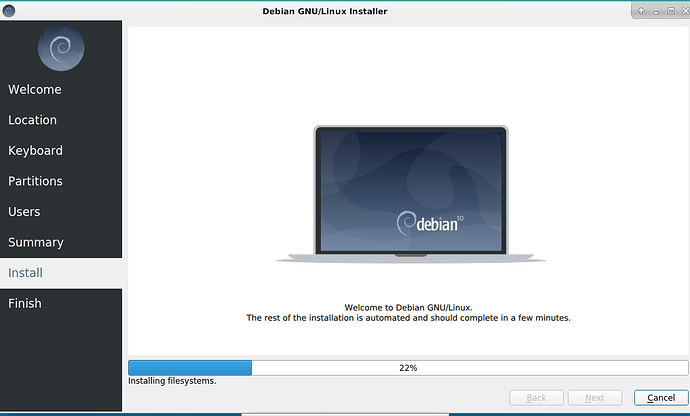 Debian GNU/Linux Installer
Welcome
Location
Keyboard
Partitions
Users
Summary
Install
Finish
debian 10
Welcome to Debian GNU/Linux.
The rest of the installation is automated and should complete in a few minutes.
22%
Installing filesystems.
Back
Next
Cancel